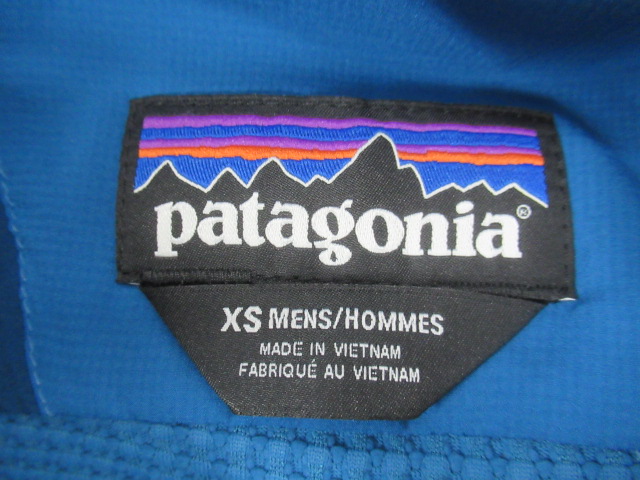 patagonia®
XS MENS/HOMMES
MADE IN VIETNAM
FABRIQUÉ AU VIETNAM